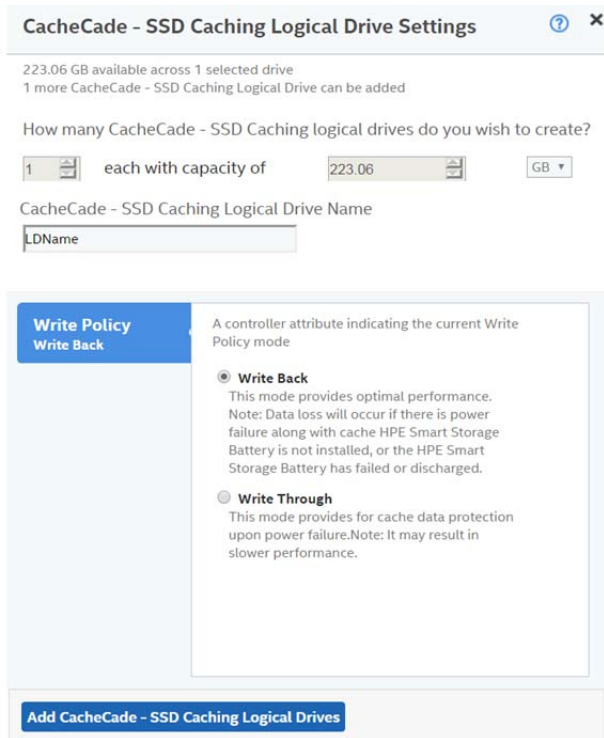 CacheCade - SSD Caching Logical Drive Settings ? ×
223.06 GB available across 1 selected drive
1 more CacheCade - SSD Caching Logical Drive can be added
How many CacheCade - SSD Caching logical drives do you wish to create?
1 each with capacity of 223.06 GB
CacheCade - SSD Caching Logical Drive Name
LDName
Write Policy
Write Back
A controller attribute indicating the current Write
Policy mode
Write Back
This mode provides optimal performance.
Note: Data loss will occur if there is power
failure along with cache HPE Smart Storage
Battery is not installed, or the HPE Smart
Storage Battery has failed or discharged.
Write Through
This mode provides for cache data protection
upon power failure.Note: It may result in
slower performance.
Add CacheCade - SSD Caching Logical Drives